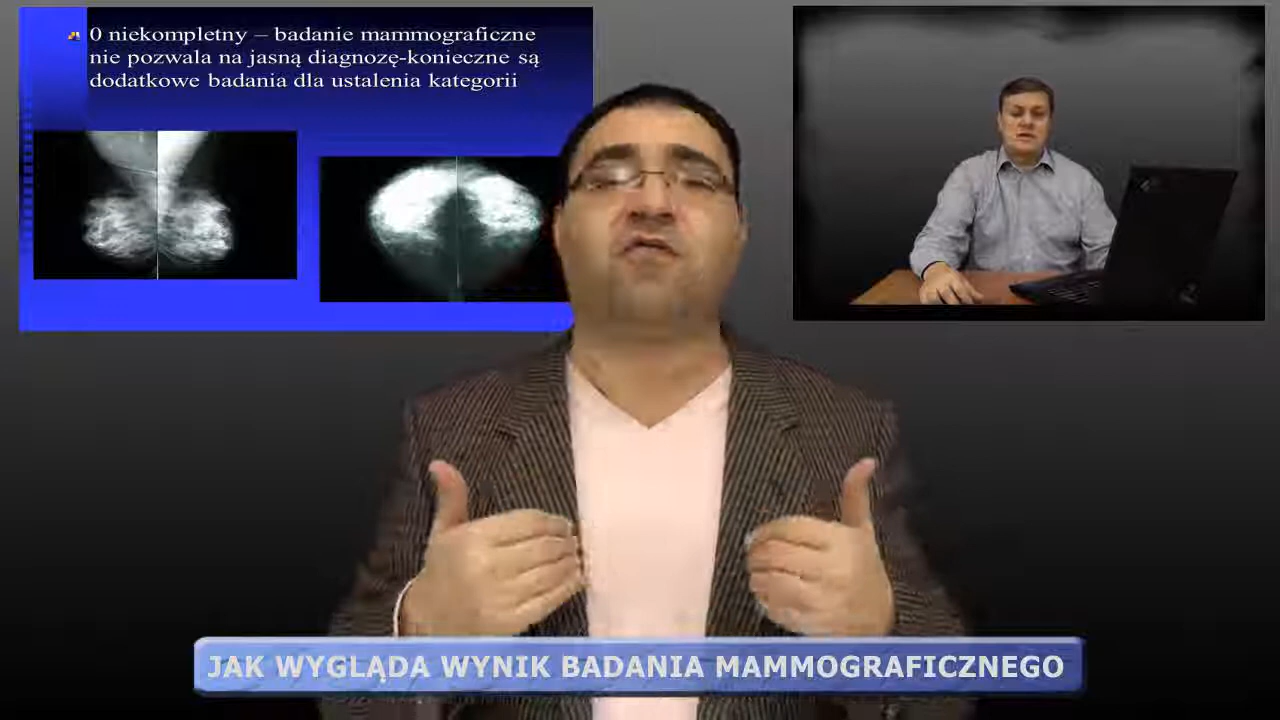 0 niekompletny – badanie mammograficzne
nie pozwala na jasną diagnozę-konieczne są
dodatkowe badania dla ustalenia kategorii
JAK WYGLĄDA WYNIK BADANIA MAMMOGRAFICZNEGO